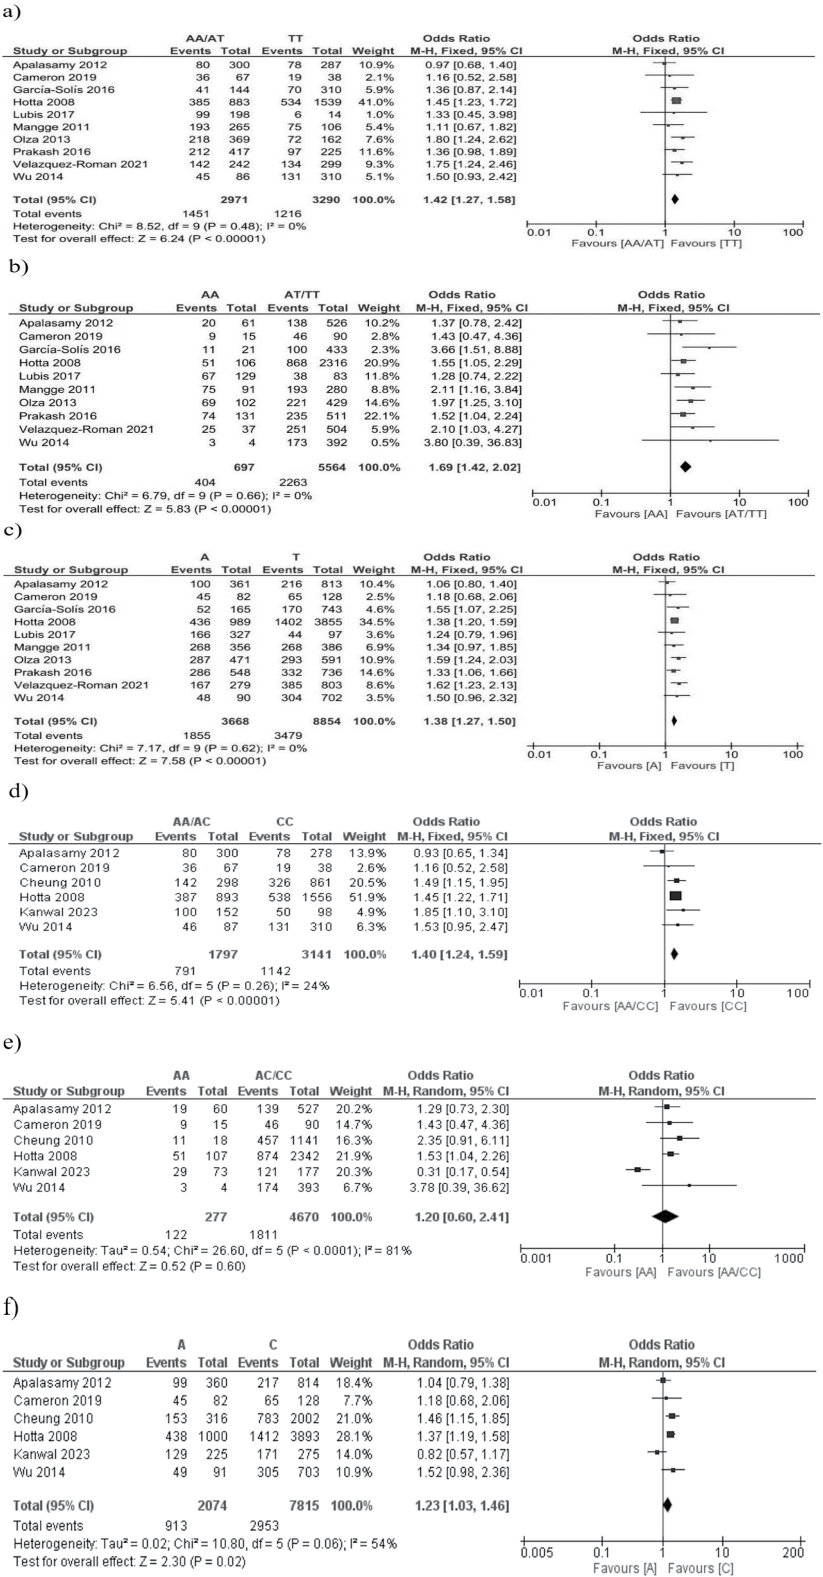 a)
AA/AT TT Odds Ratio Odds Ratio
Study or Subgroup Events Total Events Total Weight M-H, Fixed, 95% CI M-H, Fixed, 95% CI
Apalasamy 2012 80 300 78 287 10.9% 0.97 [0.68, 1.40]
Cameron 2019 36 67 19 38 2.1% 1.16 [0.52, 2.58]
García-Solís 2016 41 144 70 310 5.9% 1.36 [0.87, 2.14]
Hotta 2008 385 883 534 1539 41.0% 1.45 [1.23, 1.72]
Lubis 2017 99 198 6 14 1.0% 1.33 [0.45, 3.98]
Mangge 2011 193 265 75 106 5.4% 1.11 [0.67, 1.82]
Olza 2013 218 369 72 162 7.7% 1.80 [1.24, 2.62]
Prakash 2016 212 417 97 225 11.6% 1.36 [0.98, 1.89]
Velazquez-Roman 2021 142 242 134 299 9.3% 1.75 [1.24, 2.46]
Wu 2014 45 86 131 310 5.1% 1.50 [0.93, 2.42]
Total (95% CI) 2971 3290 100.0% 1.42 [1.27, 1.58]
Total events 1451 1216
Heterogeneity: Chi² = 8.52, df = 9 (P = 0.48); I² = 0%
Test for overall effect: Z = 6.24 (P < 0.00001)
0.01 0.1 1 10 100
Favours [AA/AT] Favours [TT]
b)
AA AT/TT Odds Ratio Odds Ratio
Study or Subgroup Events Total Events Total Weight M-H, Fixed, 95% CI M-H, Fixed, 95% CI
Apalasamy 2012 20 61 138 526 10.2% 1.37 [0.78, 2.42]
Cameron 2019 9 15 46 90 2.8% 1.43 [0.47, 4.36]
García-Solís 2016 11 21 100 433 2.3% 3.66 [1.51, 8.88]
Hotta 2008 51 106 868 2316 20.9% 1.55 [1.05, 2.29]
Lubis 2017 67 129 38 83 11.8% 1.28 [0.74, 2.22]
Mangge 2011 75 91 193 280 8.8% 2.11 [1.16, 3.84]
Olza 2013 69 102 221 429 14.6% 1.97 [1.25, 3.10]
Prakash 2016 74 131 235 511 22.1% 1.52 [1.04, 2.24]
Velazquez-Roman 2021 25 37 251 504 5.9% 2.10 [1.03, 4.27]
Wu 2014 3 4 173 392 0.5% 3.80 [0.39, 36.83]
Total (95% CI) 697 5564 100.0% 1.69 [1.42, 2.02]
Total events 404 2263
Heterogeneity: Chi² = 6.79, df = 9 (P = 0.66); I² = 0%
Test for overall effect: Z = 5.83 (P < 0.00001)
0.01 0.1 1 10 100
Favours [AA] Favours [AT/TT]
c)
A T Odds Ratio Odds Ratio
Study or Subgroup Events Total Events Total Weight M-H, Fixed, 95% CI M-H, Fixed, 95% CI
Apalasamy 2012 100 361 216 813 10.4% 1.06 [0.80, 1.40]
Cameron 2019 45 82 65 128 2.1% 1.18 [0.68, 2.06]
García-Solís 2016 52 165 170 743 4.6% 1.55 [1.07, 2.25]
Hotta 2008 436 989 1402 3855 34.5% 1.38 [1.20, 1.59]
Lubis 2017 166 327 44 97 3.6% 1.24 [0.79, 1.96]
Mangge 2011 268 356 268 386 6.9% 1.34 [0.97, 1.85]
Olza 2013 287 471 293 591 10.9% 1.59 [1.24, 2.03]
Prakash 2016 286 548 332 736 14.6% 1.33 [1.06, 1.66]
Velazquez-Roman 2021 167 279 385 803 8.6% 1.62 [1.23, 2.13]
Wu 2014 48 90 304 702 3.8% 1.50 [0.96, 2.32]
Total (95% CI) 3668 8854 100.0% 1.38 [1.27, 1.50]
Total events 1855 3479
Heterogeneity: Chi² = 7.17, df = 9 (P = 0.62); I² = 0%
Test for overall effect: Z = 7.58 (P < 0.00001)
0.01 0.1 1 10 100
Favours [A] Favours [T]
d)
AA/AC CC Odds Ratio Odds Ratio
Study or Subgroup Events Total Events Total Weight M-H, Fixed, 95% CI M-H, Fixed, 95% CI
Apalasamy 2012 80 300 78 278 13.9% 0.93 [0.65, 1.34]
Cameron 2019 36 67 19 38 2.6% 1.16 [0.52, 2.58]
Cheung 2010 142 298 326 861 20.5% 1.49 [1.15, 1.95]
Hotta 2008 387 893 538 1556 51.9% 1.45 [1.22, 1.71]
Kanwal 2023 100 152 50 98 4.9% 1.85 [1.10, 3.10]
Wu 2014 46 87 131 310 6.3% 1.53 [0.95, 2.47]
Total (95% CI) 1797 3141 100.0% 1.40 [1.24, 1.59]
Total events 791 1142
Heterogeneity: Chi² = 6.56, df = 5 (P = 0.26); I² = 24%
Test for overall effect: Z = 5.41 (P < 0.00001)
0.01 0.1 1 10 100
Favours [AA/CC] Favours [CC]
e)
AA AC/CC Odds Ratio Odds Ratio
Study or Subgroup Events Total Events Total Weight M-H, Random, 95% CI M-H, Random, 95% CI
Apalasamy 2012 19 60 139 527 20.2% 1.29 [0.73, 2.30]
Cameron 2019 9 15 46 90 14.7% 1.43 [0.47, 4.36]
Cheung 2010 11 18 457 1141 16.3% 2.35 [0.91, 6.11]
Hotta 2008 51 107 874 2342 21.9% 1.53 [1.04, 2.26]
Kanwal 2023 29 73 121 177 20.3% 0.31 [0.17, 0.54]
Wu 2014 3 4 174 393 6.7% 3.78 [0.39, 36.62]
Total (95% CI) 277 4670 100.0% 1.20 [0.60, 2.41]
Total events 122 1811
Heterogeneity: Tau² = 0.54; Chi² = 26.60, df = 5 (P < 0.0001); I² = 81%
Test for overall effect: Z = 0.52 (P = 0.60)
0.001 0.1 1 10 1000
Favours [AA] Favours [AA/CC]
f)
A C Odds Ratio Odds Ratio
Study or Subgroup Events Total Events Total Weight M-H, Random, 95% CI M-H, Random, 95% CI
Apalasamy 2012 99 360 217 814 18.4% 1.04 [0.79, 1.38]
Cameron 2019 45 82 65 128 7.7% 1.18 [0.68, 2.06]
Cheung 2010 153 316 783 2002 21.0% 1.46 [1.15, 1.85]
Hotta 2008 438 1000 1412 3893 28.1% 1.37 [1.19, 1.58]
Kanwal 2023 129 225 171 275 14.0% 0.82 [0.57, 1.17]
Wu 2014 49 91 305 703 10.9% 1.52 [0.98, 2.36]
Total (95% CI) 2074 7815 100.0% 1.23 [1.03, 1.46]
Total events 913 2953
Heterogeneity: Tau² = 0.02; Chi² = 10.80, df = 5 (P = 0.06); I² = 54%
Test for overall effect: Z = 2.30 (P = 0.02)
0.005 0.1 1 10 200
Favours [A] Favours [C]